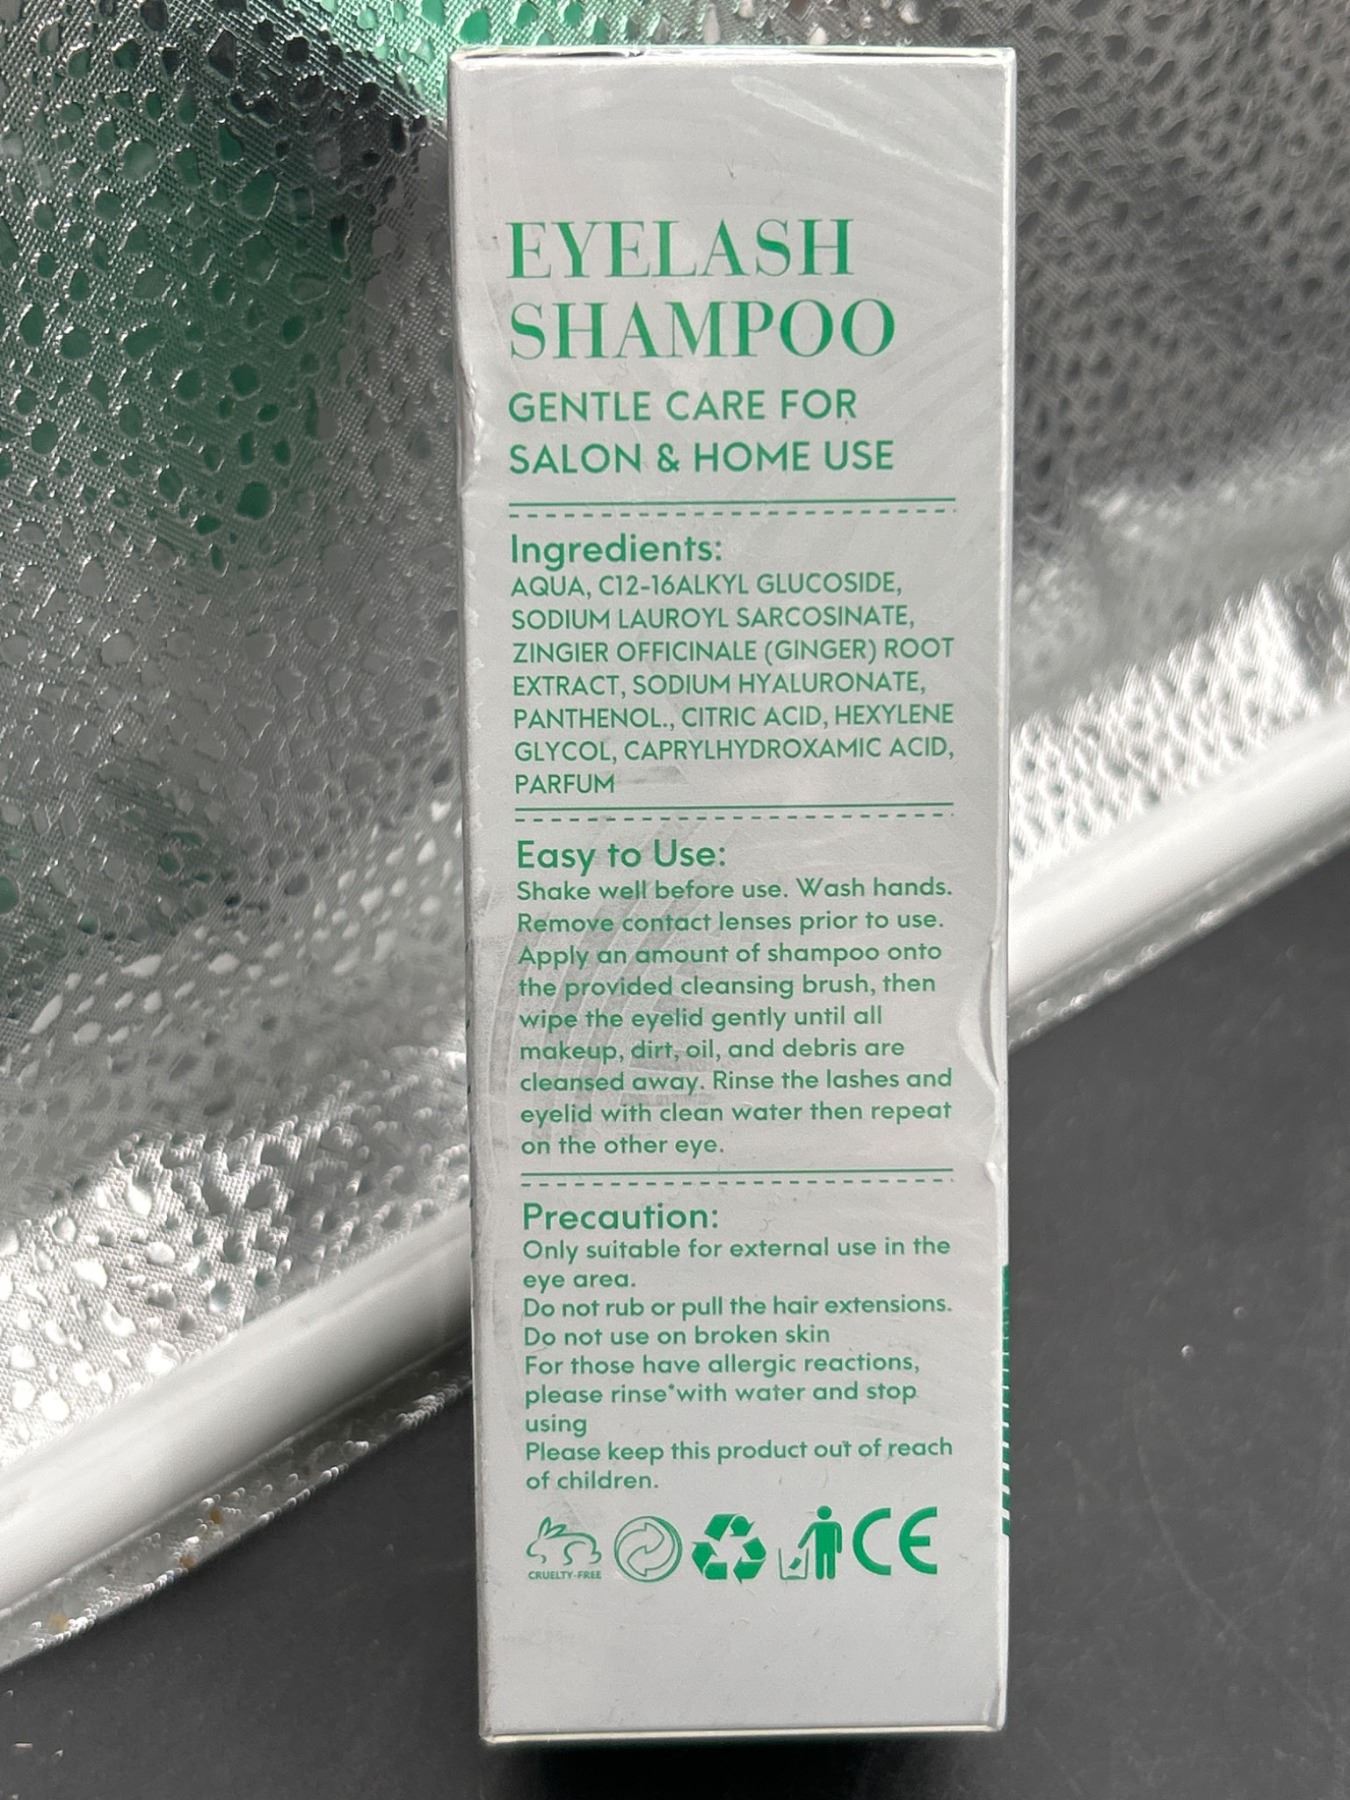 EYELASH
SHAMPOO
GENTLE CARE FOR
SALON & HOME USE
Ingredients:
AQUA, C12-16ALKYL GLUCOSIDE,
SODIUM LAUROYL SARCOSINATE,
ZINGIER OFFICINALE (GINGER) ROOT
EXTRACT, SODIUM HYALURONATE,
PANTHENOL., CITRIC ACID, HEXYLENE
GLYCOL, CAPRYLHYDROXAMIC ACID,
PARFUM
Easy to Use:
Shake well before use. Wash hands.
Remove contact lenses prior to use.
Apply an amount of shampoo onto
the provided cleansing brush, then
wipe the eyelid gently until all
makeup, dirt, oil, and debris are
cleansed away. Rinse the lashes and
eyelid with clean water then repeat
on the other eye.
Precaution:
Only suitable for external use in the
eye area.
Do not rub or pull the hair extensions.
Do not use on broken skin
For those have allergic reactions,
please rinse with water and stop
using
Please keep this product out of reach
of children.
CRUELTY-FREE
CE